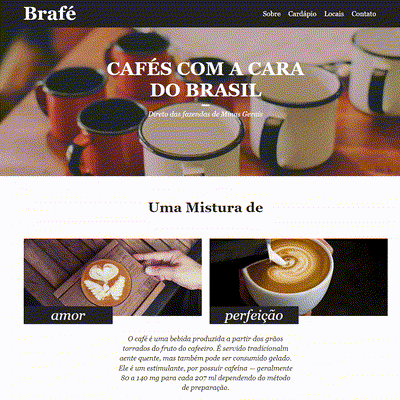 Brafé
Sobre Cardápio Locais Contato
CAFÉS COM A CARA
DO BRASIL
Direto das fazendas de Minas Gerais
Uma Mistura de
amor
perfeição
O café é uma bebida produzida a partir dos grãos
torrados do fruto do cafeeiro. É servido tradicionalm
aente quente, mas também pode ser consumido gelado.
Ele é um estimulante, por possuir cafeína — geralmente
80 a 140 mg para cada 207 ml dependendo do método
de preparação.